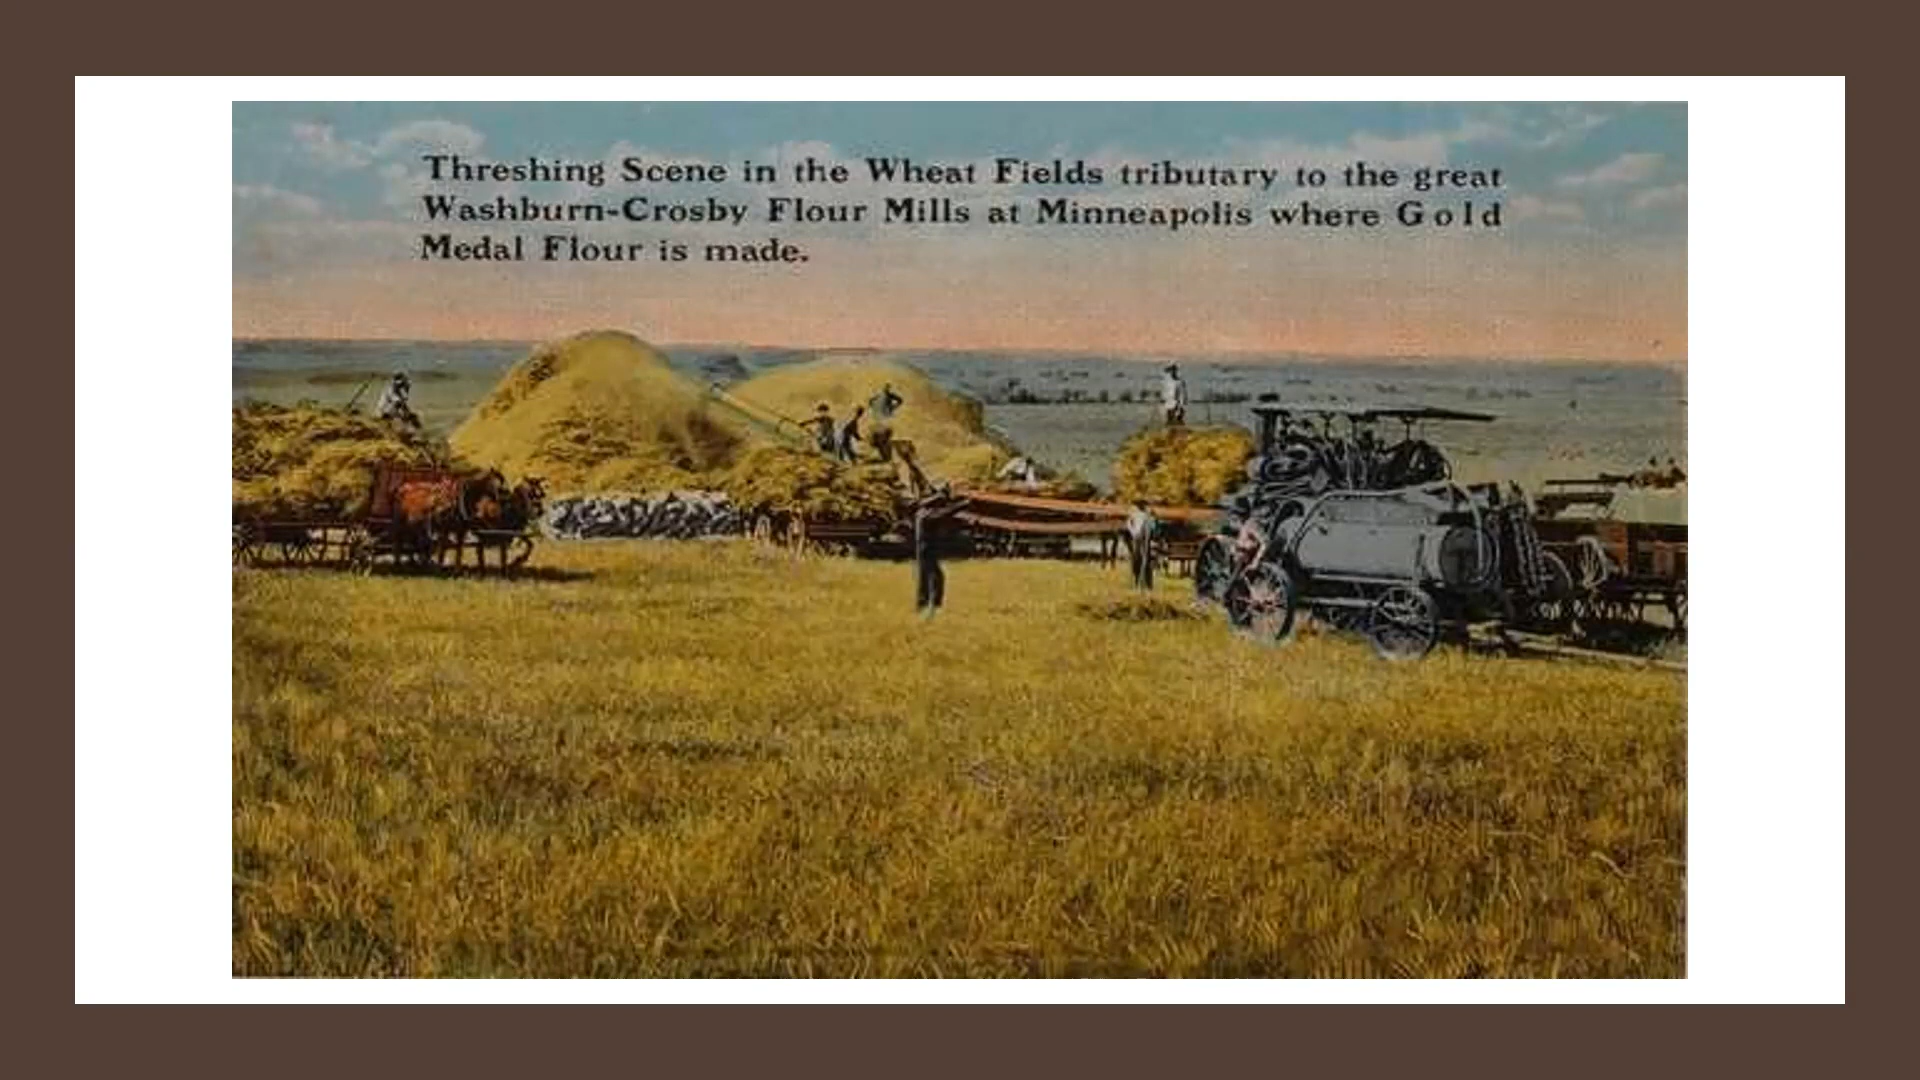 Threshing Scene in the Wheat Fields tributary to the great
Washburn-Crosby Flour Mills at Minneapolis where Gold
Medal Flour is made.